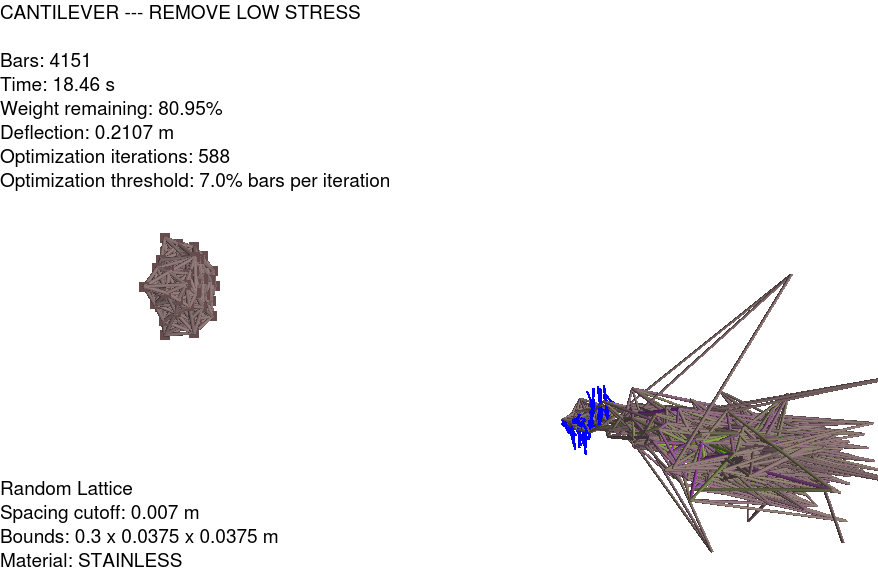 CANTILEVER --- REMOVE LOW STRESS
Bars: 4151
Time: 18.46 s
Weight remaining: 80.95%
Deflection: 0.2107 m
Optimization iterations: 588
Optimization threshold: 7.0% bars per iteration
Random Lattice
Spacing cutoff: 0.007 m
Bounds: 0.3 x 0.0375 x 0.0375 m
Material: STAINLESS